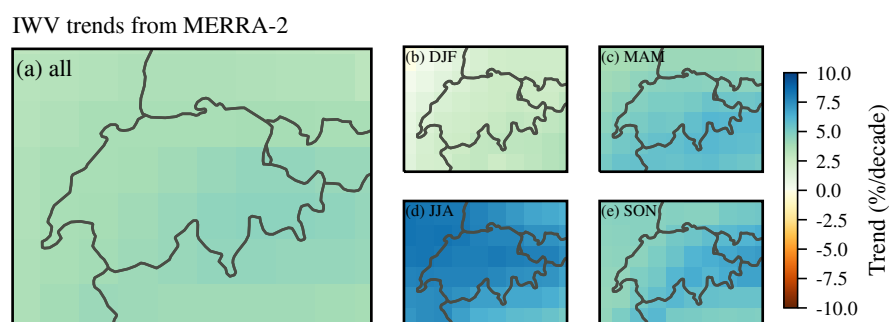 IWV trends from MERRA-2
(a) all
(b) DJF
(c) MAM
(d) JJA
(e) SON
10.0
7.5
5.0
2.5
0.0
-2.5
-5.0
-7.5
-10.0
Trend (%/decade)